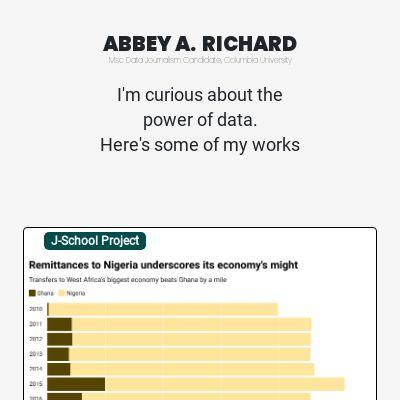 ABBEY A. RICHARD
Msc Data Journalism Candidate, Columbia University
I'm curious about the
power of data.
Here's some of my works
J-School Project
Remittances to Nigeria underscores its economy's might
Transfers to West Africa's biggest economy beats Ghana by a mile
Ghana Nigeria
2010
2011
2012
2013
2014
2015
2016